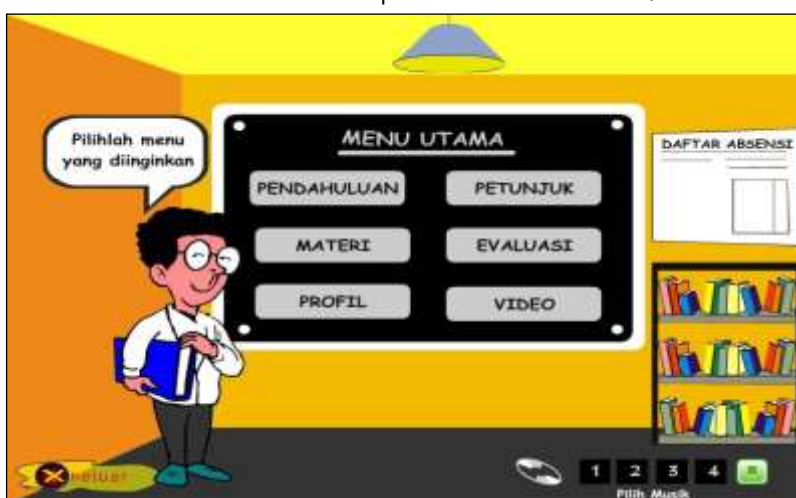 Pilihlah menu
yang diinginkan
MENU UTAMA
PENDAHULUAN
PETUNJUK
MATERI
EVALUASI
PROFIL
VIDEO
DAFTAR ABSENSI
Keluar
1 2 3 4
Pilih Musik